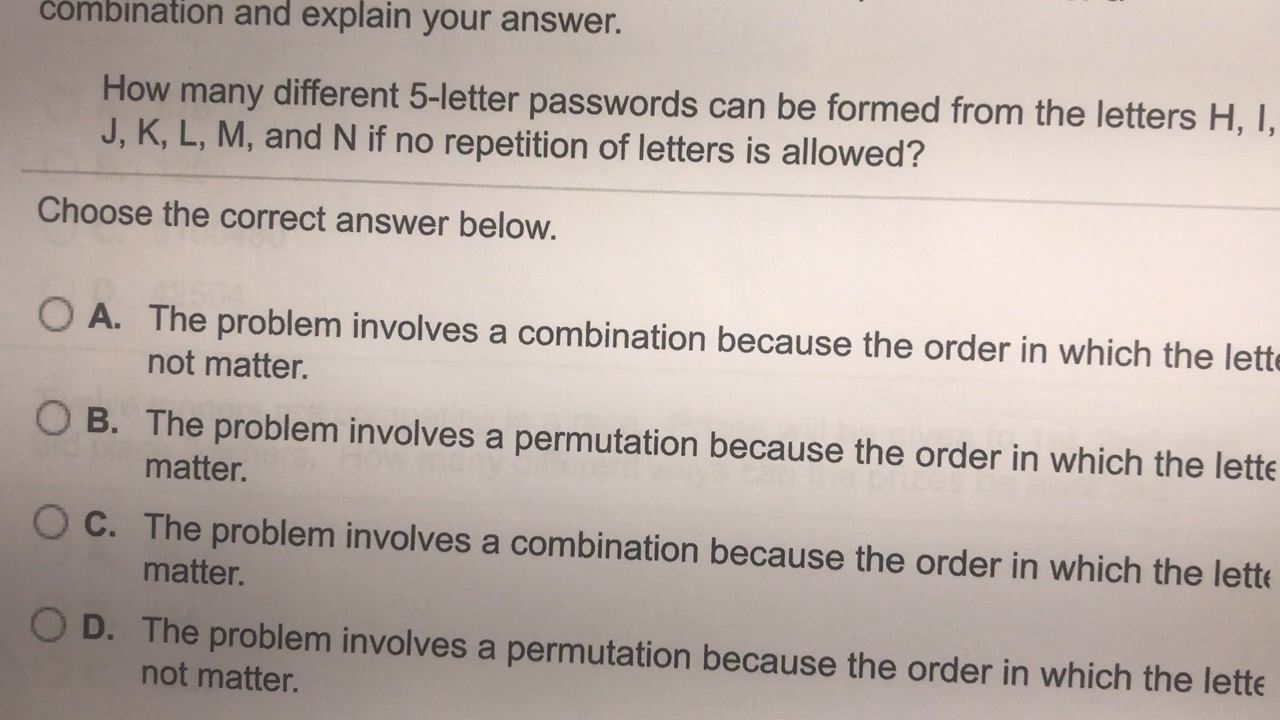 combination and explain your answer.
How many different 5-letter passwords can be formed from the letters H, I,
J, K, L, M, and N if no repetition of letters is allowed?
Choose the correct answer below.
A. The problem involves a combination because the order in which the
not matter.
B. The problem involves a permutation because the order in which the
matter.
C. The problem involves a combination because the order in which the
matter.
D. The problem involves a permutation because the order in which the
not matter.